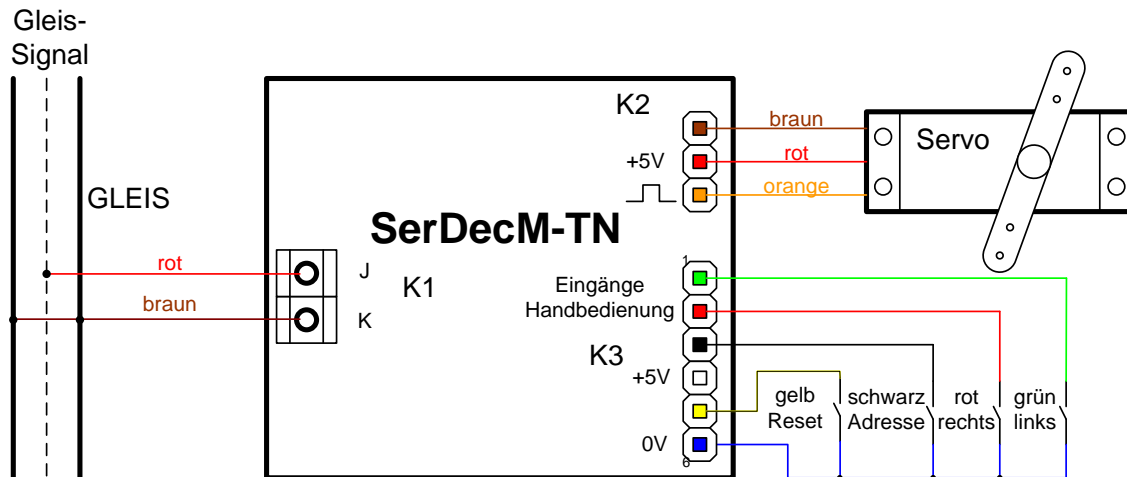 Gleis-
Signal
GLEIS
rot
braun
J
K
K1
SerDecM-TN
K2
+5V
braun
rot
orange
Servo
1
Eingänge
Handbedienung
K3
+5V
0V
6
gelb
Reset
schwarz
Adresse
rot
rechts
grün
links